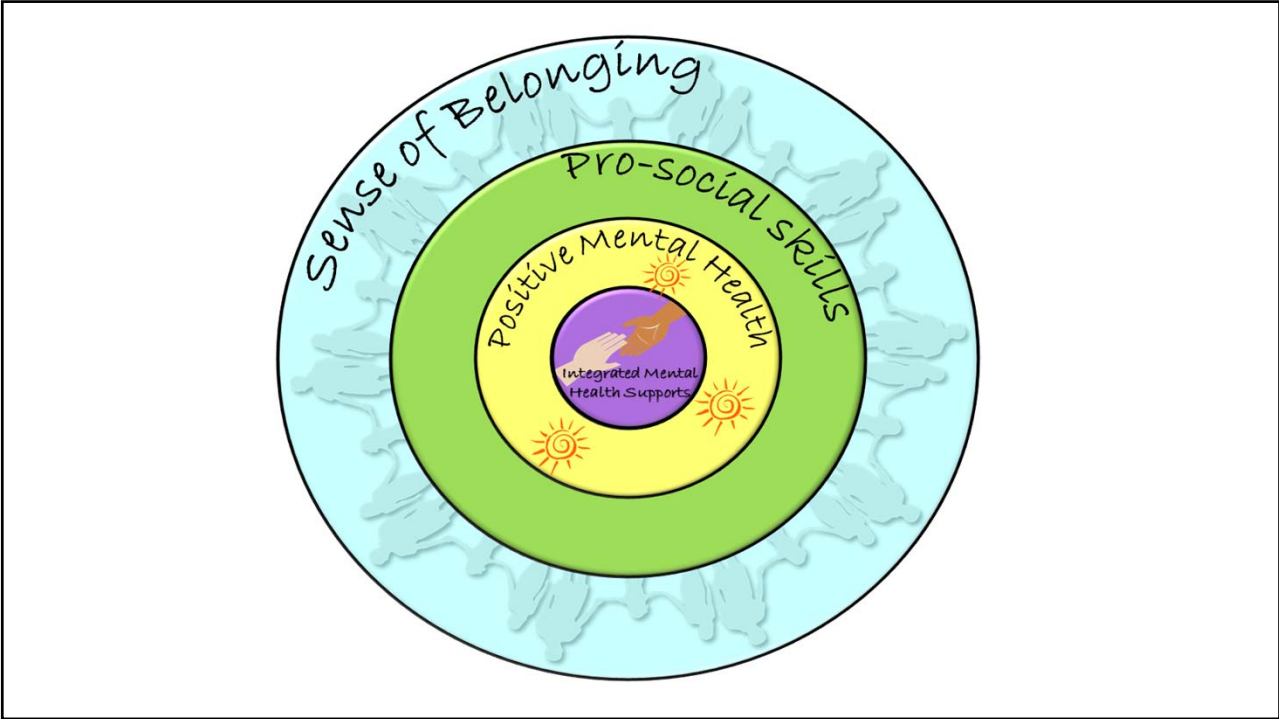 Sense of Belonging
Pro-social skills
Positive Mental Health
Integrated Mental
Health Supports